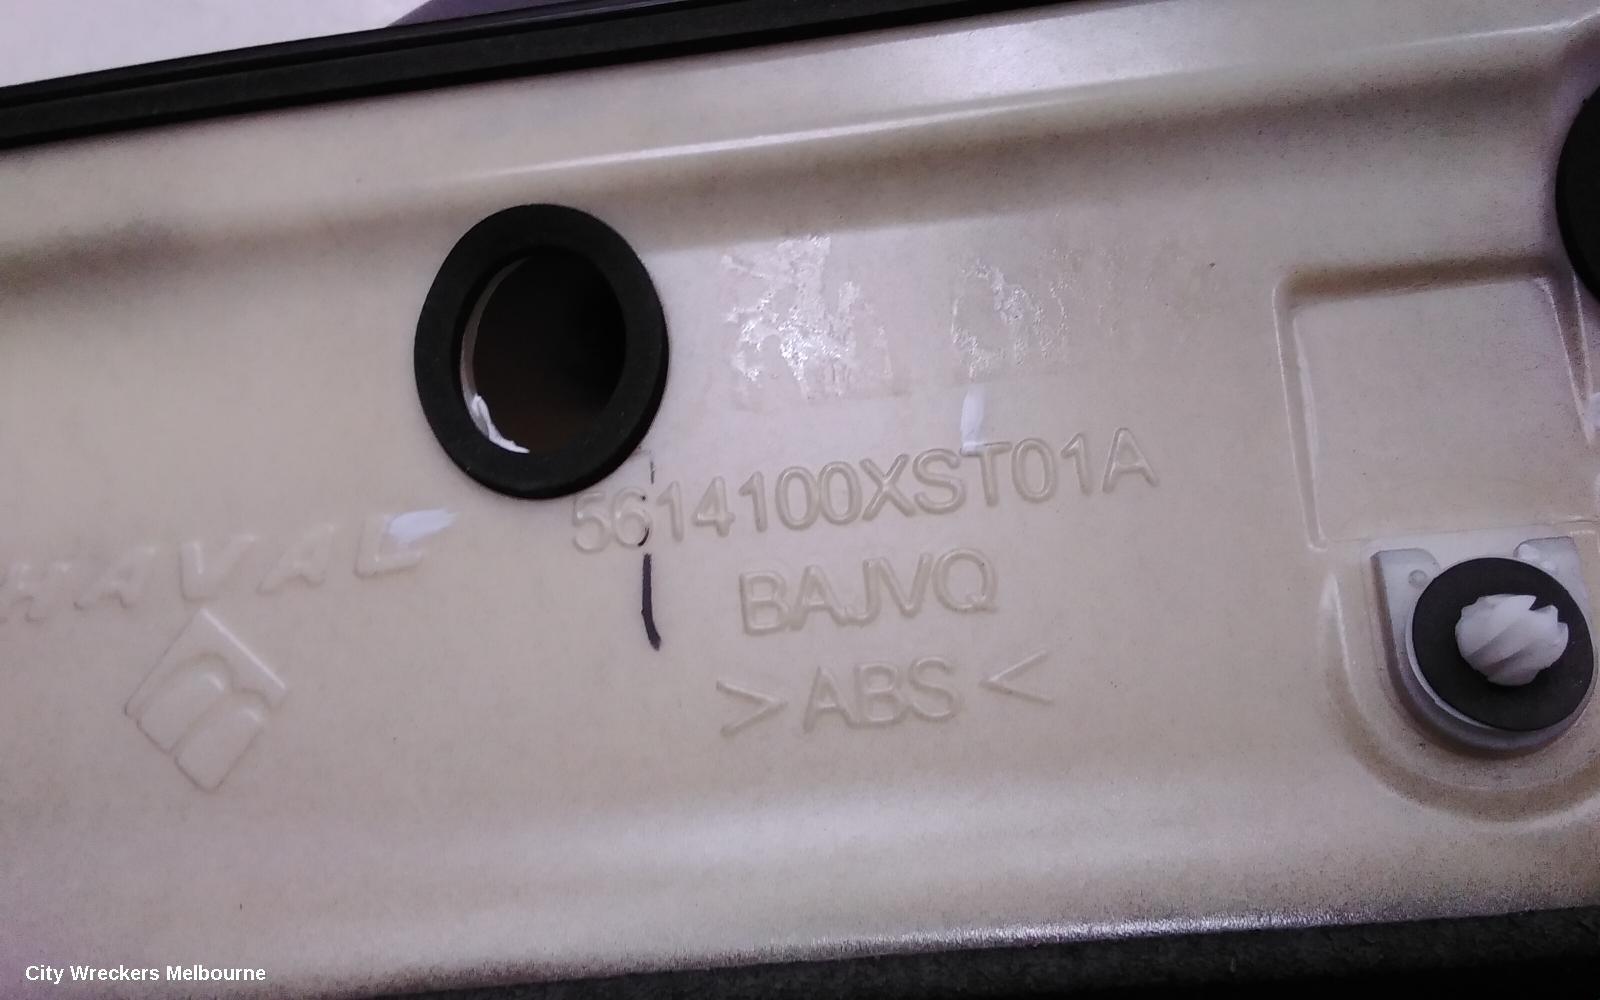 HAVAL
5614100XST01A
BAJVQ
>ABS<
City Wreckers Melbourne